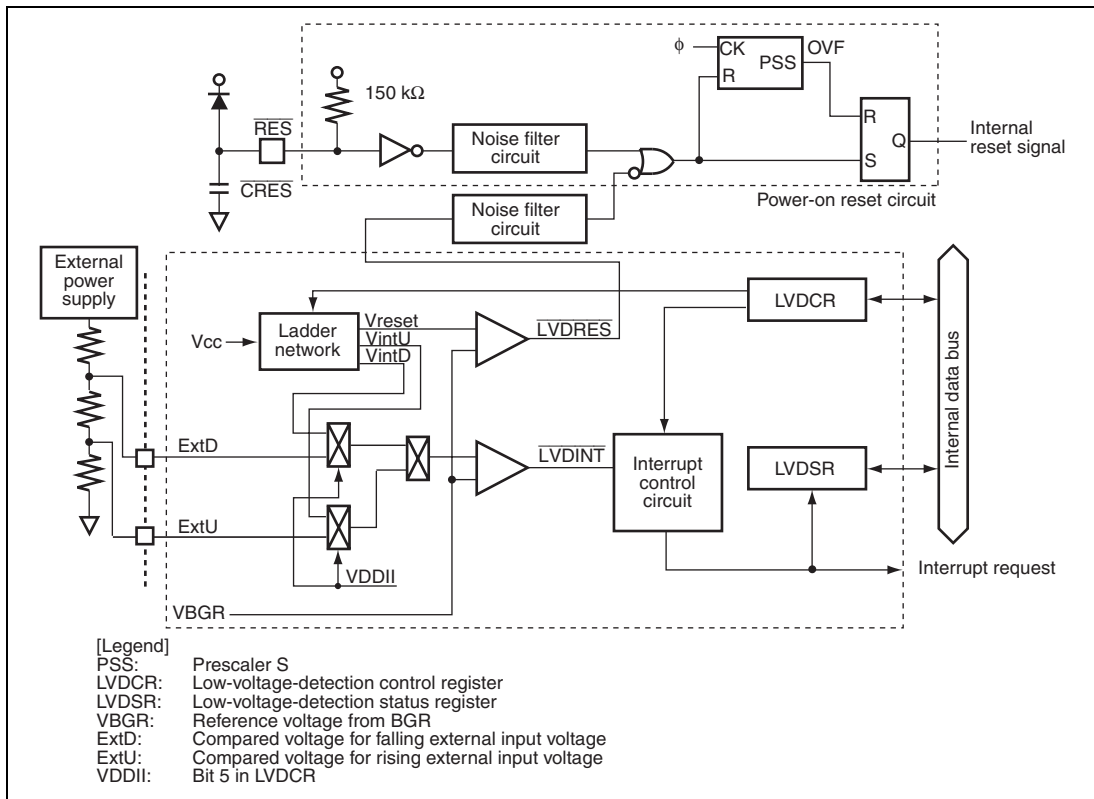 ϕ
CK
PSS
OVF
R
150 kΩ
RES
CRES
Noise filter
circuit
R
Q
S
Internal
reset signal
Power-on reset circuit
Noise filter
circuit
External
power
supply
Vcc
Ladder
network
Vreset
VintU
VintD
LVDRES
LVDCR
ExtD
LVDINT
Interrupt
control
circuit
LVDSR
Internal data bus
ExtU
VDDII
VBGR
Interrupt request
[Legend]
PSS: Prescaler S
LVDCR: Low-voltage-detection control register
LVDSR: Low-voltage-detection status register
VBGR: Reference voltage from BGR
ExtD: Compared voltage for falling external input voltage
ExtU: Compared voltage for rising external input voltage
VDDII: Bit 5 in LVDCR